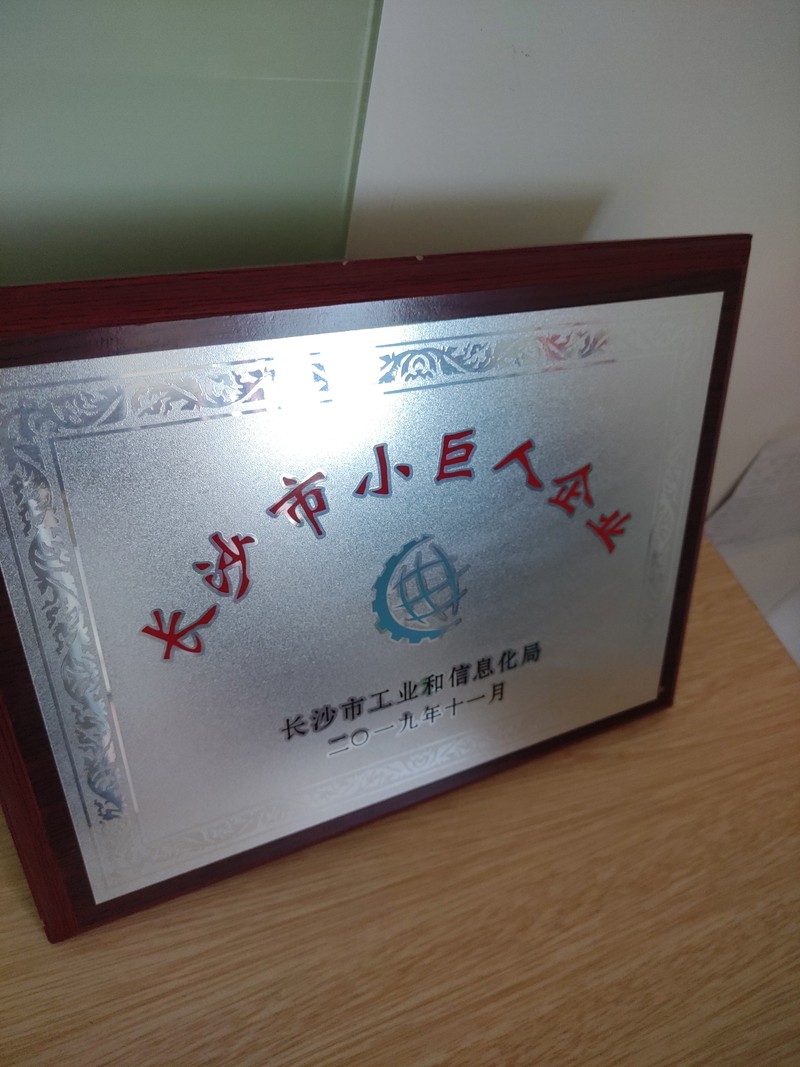 长沙市小巨人企业
长沙市工业和信息化局
二〇一九年十一月